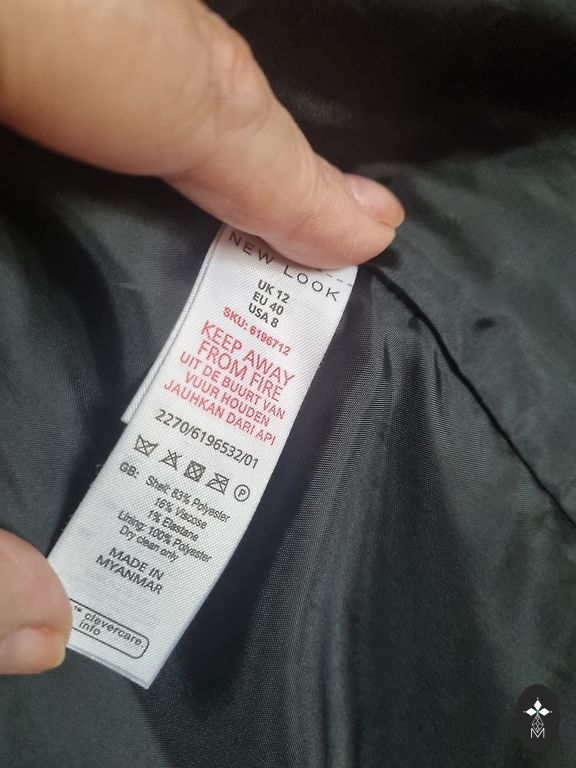 NEW LOOK
UK 12
EU 40
USA 8
SKU: 6196712
KEEP AWAY
FROM FIRE
UIT DE BUURT VAN
VUUR HOUDEN
JAUHKAN DARI API
2270/6196532/01
P
GB: Shell: 83% Polyester
16% Viscose
1% Elastane
Lining: 100% Polyester
Dry clean only
MADE IN
MYANMAR
™ clevercare.
info
M